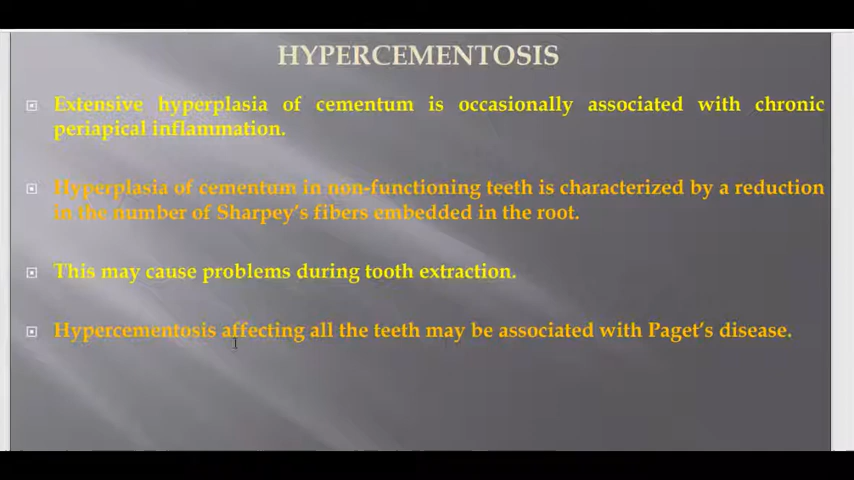 HYPERCEMENTOSIS
Extensive hyperplasia of cementum is occasionally associated with chronic
periapical inflammation.
Hyperplasia of cementum in non-functioning teeth is characterized by a reduction
in the number of Sharpey's fibers embedded in the root.
This may cause problems during tooth extraction.
Hypercementosis affecting all the teeth may be associated with Paget's disease.